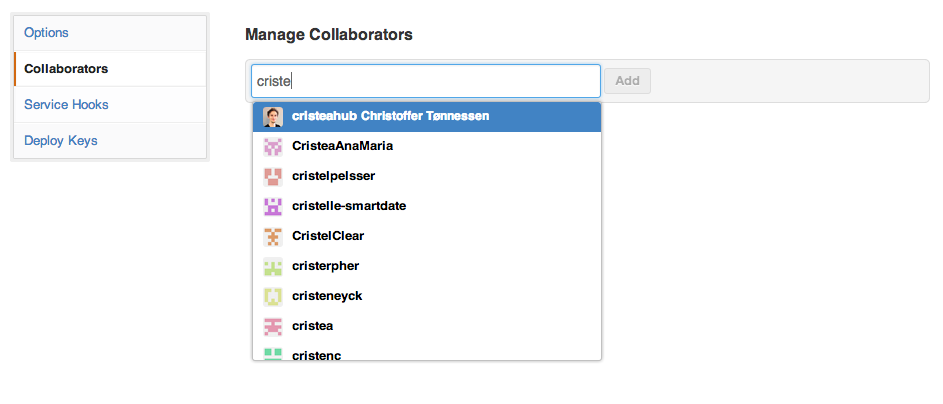 Options
Collaborators
Service Hooks
Deploy Keys
Manage Collaborators
criste
Add
cristeahub Christoffer Tønnessen
CristeaAnaMaria
cristelpelsser
cristelle-smartdate
CristelClear
cristerpher
cristeneyck
cristea
cristenc